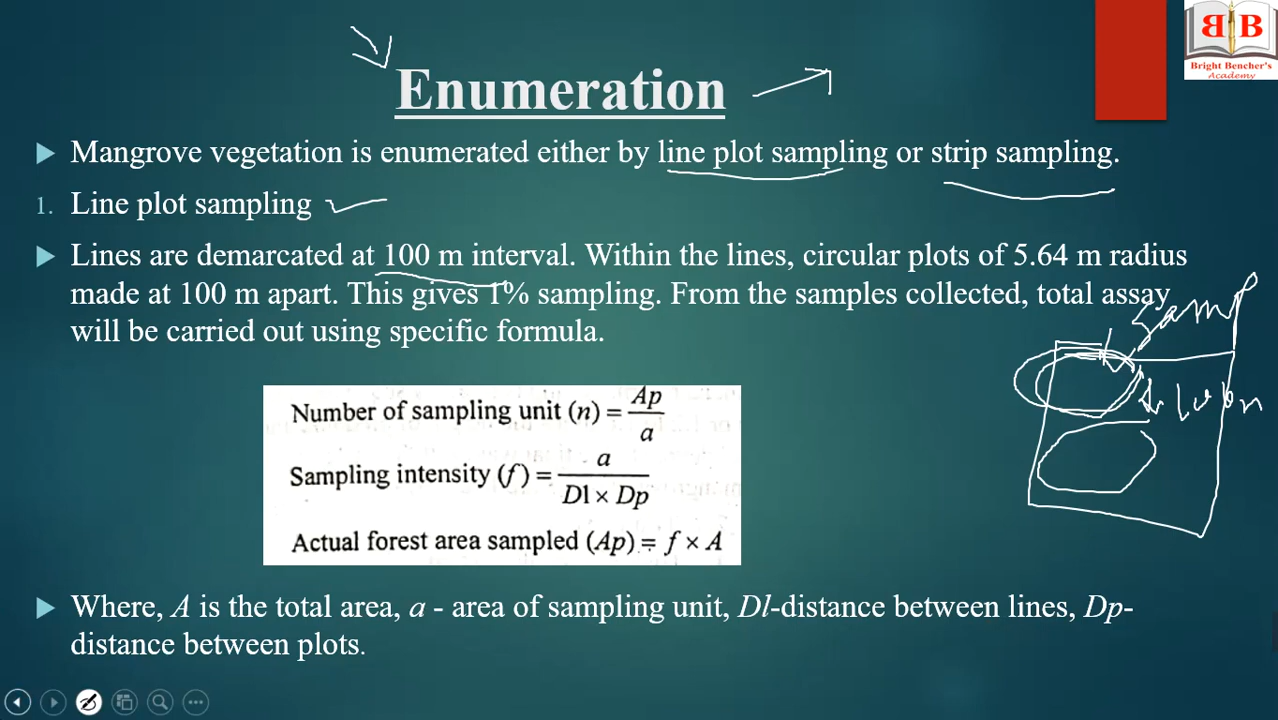 BB
Bright Bencher's
Academy
Enumeration
Mangrove vegetation is enumerated either by line plot sampling or strip sampling.
1. Line plot sampling
Lines are demarcated at 100 m interval. Within the lines, circular plots of 5.64 m radius
made at 100 m apart. This gives 1% sampling. From the samples collected, total assay
will be carried out using specific formula.
Number of sampling unit (n) = Ap / a
Sampling intensity (f) = a / Dl × Dp
Actual forest area sampled (Ap) = f × A
Where, A is the total area, a - area of sampling unit, Dl-distance between lines, Dp-
distance between plots.